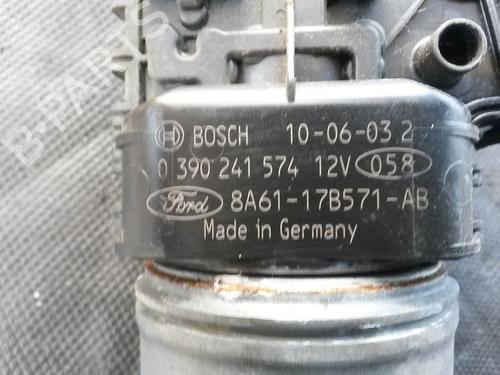 BOSCH 10-06-03 2
0 390 241 574 12V 058
Ford 8A61-17B571-AB
Made in Germany
B-PARTS